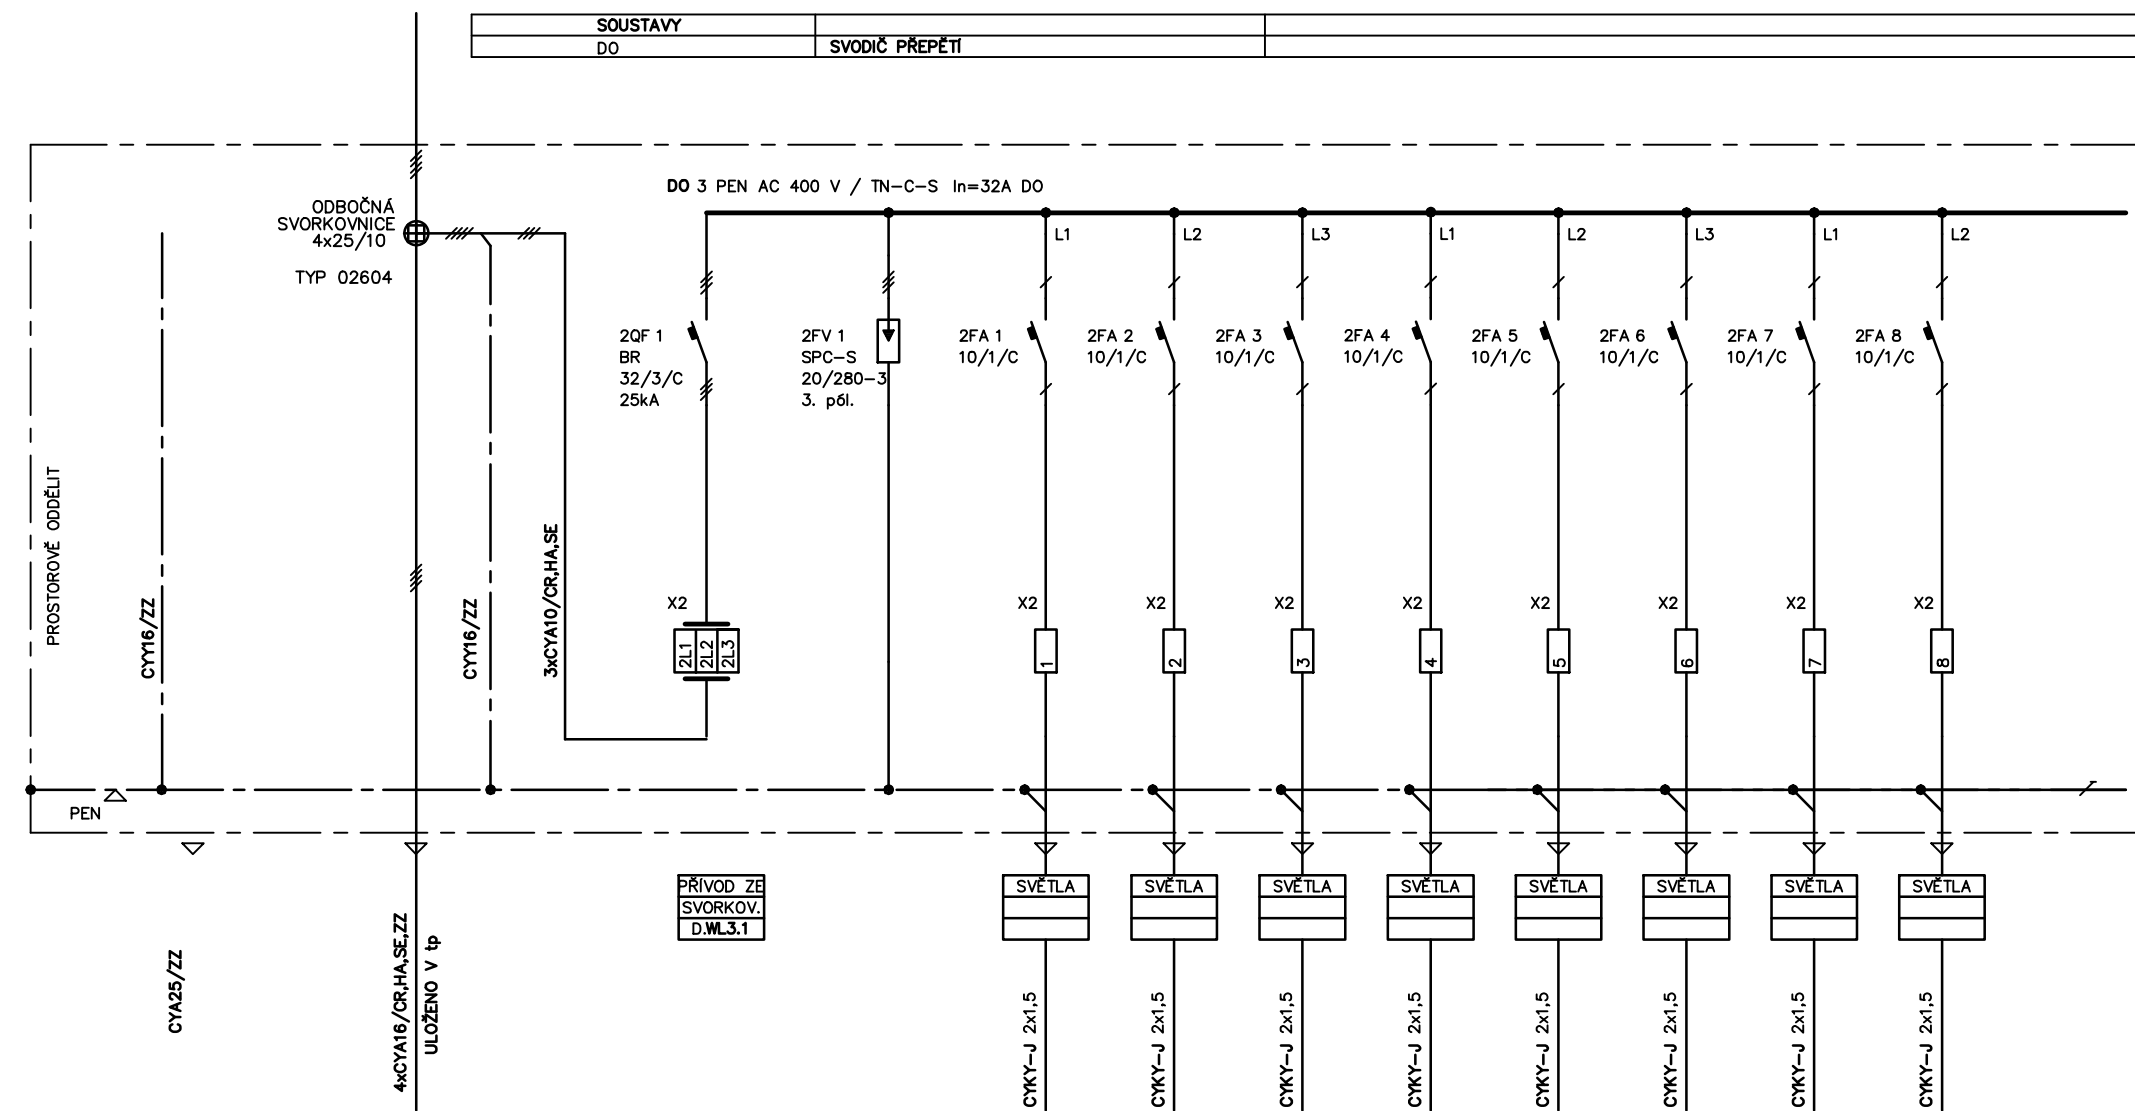 SOUSTAVY
DO SVODIČ PŘEPĚTÍ
DO 3 PEN AC 400 V / TN-C-S In=32A DO
ODBOČNÁ
SVORKOVNICE
4x25/10
TYP 02604
L1 L2 L3 L1 L2 L3 L1 L2
2QF 1
BR
32/3/C
25kA
2FV 1
SPC-S
20/280-3
3. pól.
2FA 1
10/1/C
2FA 2
10/1/C
2FA 3
10/1/C
2FA 4
10/1/C
2FA 5
10/1/C
2FA 6
10/1/C
2FA 7
10/1/C
2FA 8
10/1/C
PROSTOROVĚ ODDĚLIT
CYY16/ZZ
CYY16/ZZ
3xCYA10/CR,HA,SE
X2 X2 X2 X2 X2 X2 X2 X2 X2
2L1
2L2
2L3
1 2 3 4 5 6 7 8
PEN
PŘÍVOD ZE
SVORKOV.
D.WL3.1
SVĚTLA SVĚTLA SVĚTLA SVĚTLA SVĚTLA SVĚTLA SVĚTLA SVĚTLA
CYA25/ZZ
4xCYA16/CR,HA,SE,ZZ
ULOŽENO V tp
CYKY-J 2x1,5
CYKY-J 2x1,5
CYKY-J 2x1,5
CYKY-J 2x1,5
CYKY-J 2x1,5
CYKY-J 2x1,5
CYKY-J 2x1,5
CYKY-J 2x1,5